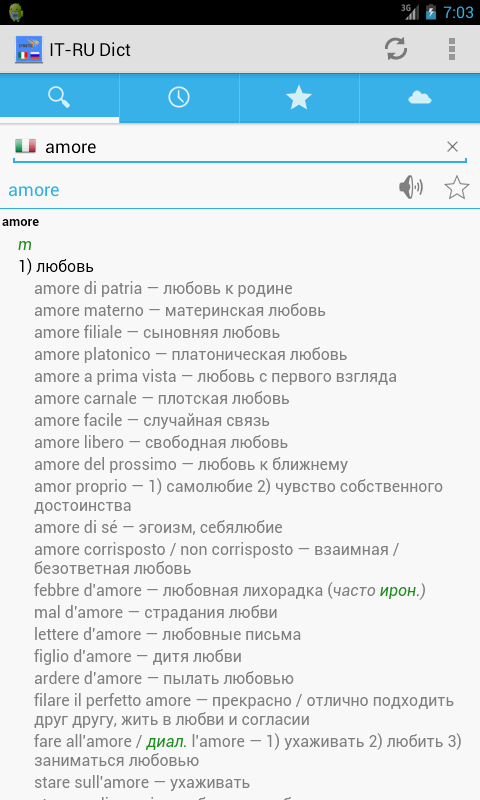 3G 7:03
IT-RU Dict
amore
amore
amore
m
1) любовь
amore di patria — любовь к родине
amore materno — материнская любовь
amore filiale — сыновняя любовь
amore platonico — платоническая любовь
amore a prima vista — любовь с первого взгляда
amore carnale — плотская любовь
amore facile — случайная связь
amore libero — свободная любовь
amore del prossimo — любовь к ближнему
amor proprio — 1) самолюбие 2) чувство собственного
достоинства
amore di sé — эгоизм, себялюбие
amore corrisposto / non corrisposto — взаимная /
безответная любовь
febbre d'amore — любовная лихорадка (часто ирон.)
mal d'amore — страдания любви
lettere d'amore — любовные письма
figlio d'amore — дитя любви
ardere d'amore — пылать любовью
filare il perfetto amore — прекрасно / отлично подходить
друг другу, жить в любви и согласии
fare all'amore / диал. l'amore — 1) ухаживать 2) любить 3)
заниматься любовью
stare sull'amore — ухаживать